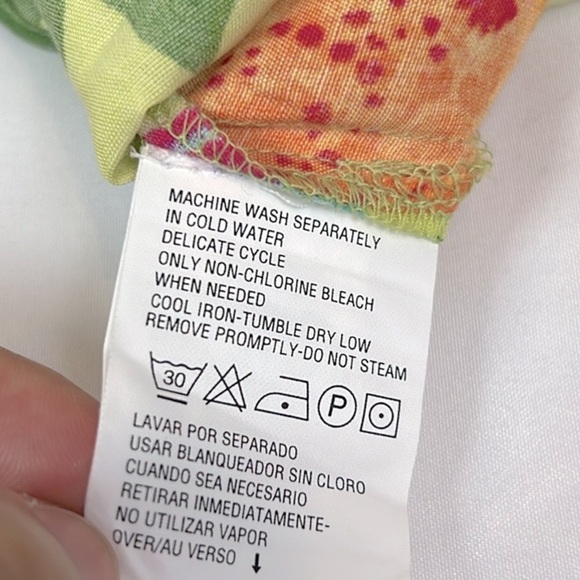 MACHINE WASH SEPARATELY
IN COLD WATER
DELICATE CYCLE
ONLY NON-CHLORINE BLEACH
WHEN NEEDED
COOL IRON-TUMBLE DRY LOW
REMOVE PROMPTLY-DO NOT STEAM
30 P
LAVAR POR SEPARADO
USAR BLANQUEADOR SIN CLORO
CUANDO SEA NECESARIO
RETIRAR INMEDIATAMENTE-
NO UTILIZAR VAPOR
OVER/AU VERSO ↓